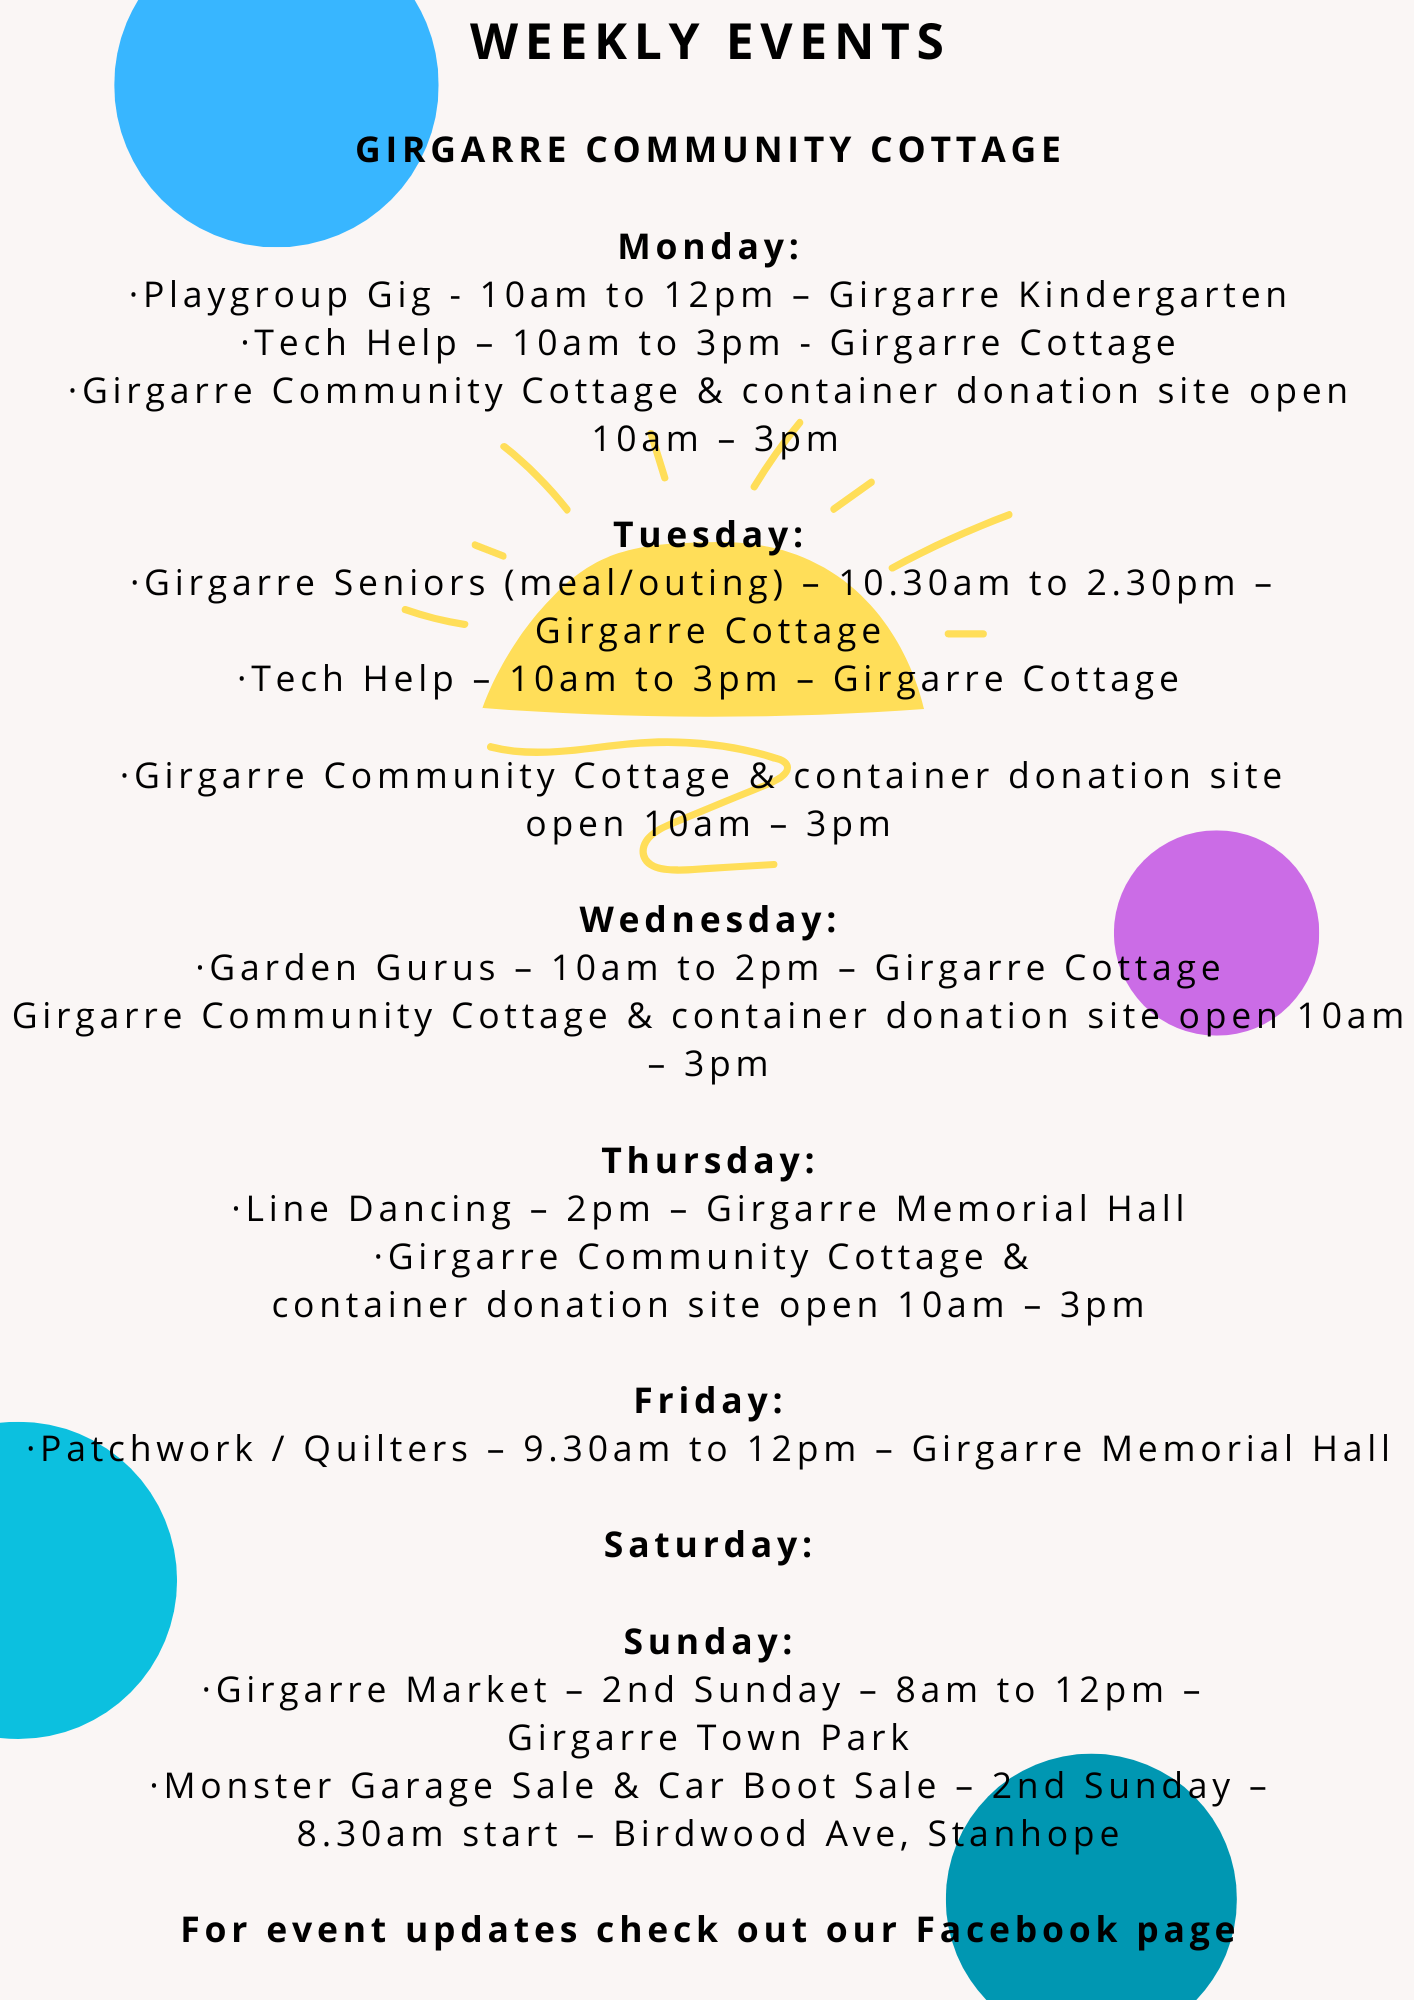 WEEKLY EVENTS
GIRGARRE COMMUNITY COTTAGE
Monday:
·Playgroup Gig - 10am to 12pm – Girgarre Kindergarten
·Tech Help – 10am to 3pm - Girgarre Cottage
·Girgarre Community Cottage & container donation site open
10am – 3pm
Tuesday:
·Girgarre Seniors (meal/outing) – 10.30am to 2.30pm –
Girgarre Cottage
·Tech Help – 10am to 3pm – Girgarre Cottage
·Girgarre Community Cottage & container donation site
open 10am – 3pm
Wednesday:
·Garden Gurus – 10am to 2pm – Girgarre Cottage
Girgarre Community Cottage & container donation site open 10am
– 3pm
Thursday:
·Line Dancing – 2pm – Girgarre Memorial Hall
·Girgarre Community Cottage &
container donation site open 10am – 3pm
Friday:
·Patchwork / Quilters – 9.30am to 12pm – Girgarre Memorial Hall
Saturday:
Sunday:
·Girgarre Market – 2nd Sunday – 8am to 12pm –
Girgarre Town Park
·Monster Garage Sale & Car Boot Sale – 2nd Sunday –
8.30am start – Birdwood Ave, Stanhope
For event updates check out our Facebook page